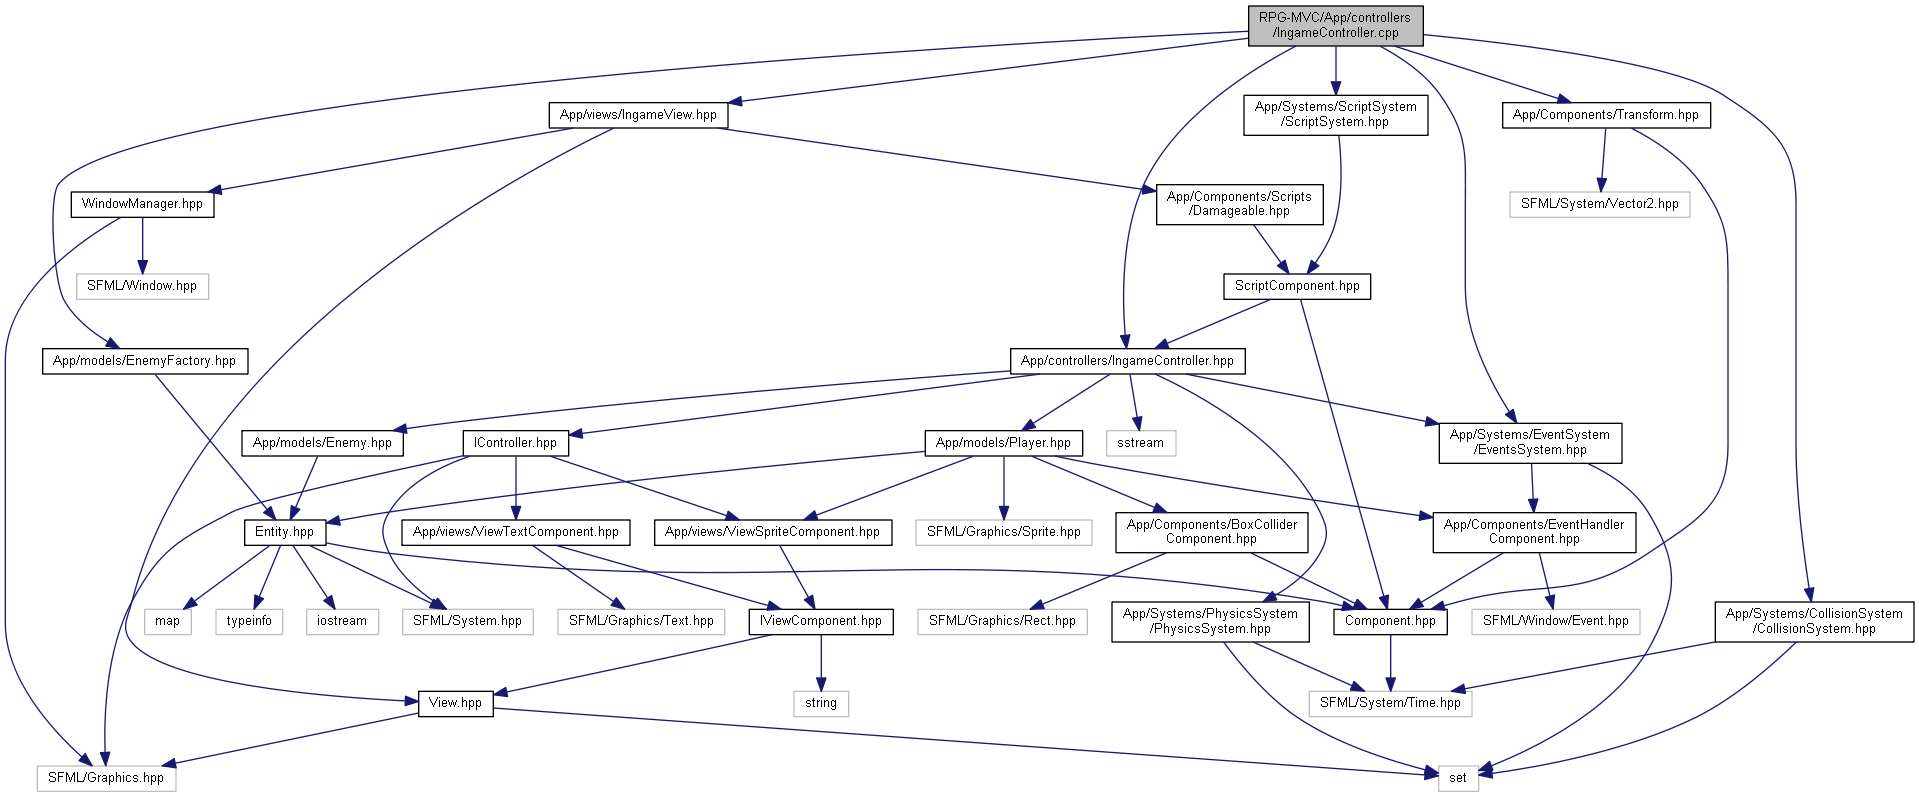 RPG-MVC/App/controllers
/IngameController.cpp
App/views/IngameView.hpp
App/Systems/ScriptSystem
/ScriptSystem.hpp
App/Components/Transform.hpp
WindowManager.hpp
App/Components/Scripts
/Damageable.hpp
SFML/System/Vector2.hpp
SFML/Window.hpp
ScriptComponent.hpp
App/models/EnemyFactory.hpp
App/controllers/IngameController.hpp
App/models/Enemy.hpp
IController.hpp
App/models/Player.hpp
sstream
App/Systems/EventSystem
/EventsSystem.hpp
Entity.hpp
App/views/ViewTextComponent.hpp
App/views/ViewSpriteComponent.hpp
SFML/Graphics/Sprite.hpp
App/Components/BoxCollider
Component.hpp
App/Components/EventHandler
Component.hpp
map
typeinfo
iostream
SFML/System.hpp
SFML/Graphics/Text.hpp
IViewComponent.hpp
SFML/Graphics/Rect.hpp
App/Systems/PhysicsSystem
/PhysicsSystem.hpp
Component.hpp
SFML/Window/Event.hpp
App/Systems/CollisionSystem
/CollisionSystem.hpp
View.hpp
string
SFML/System/Time.hpp
SFML/Graphics.hpp
set